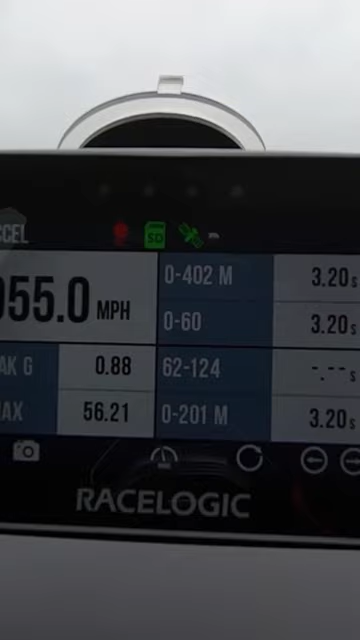 CCEL SD
055.0 MPH
0-402 M 3.20s
0-60 3.20s
AK G 0.88
62-124 -.--s
AX 56.21
0-201 M 3.20s
RACELOGIC